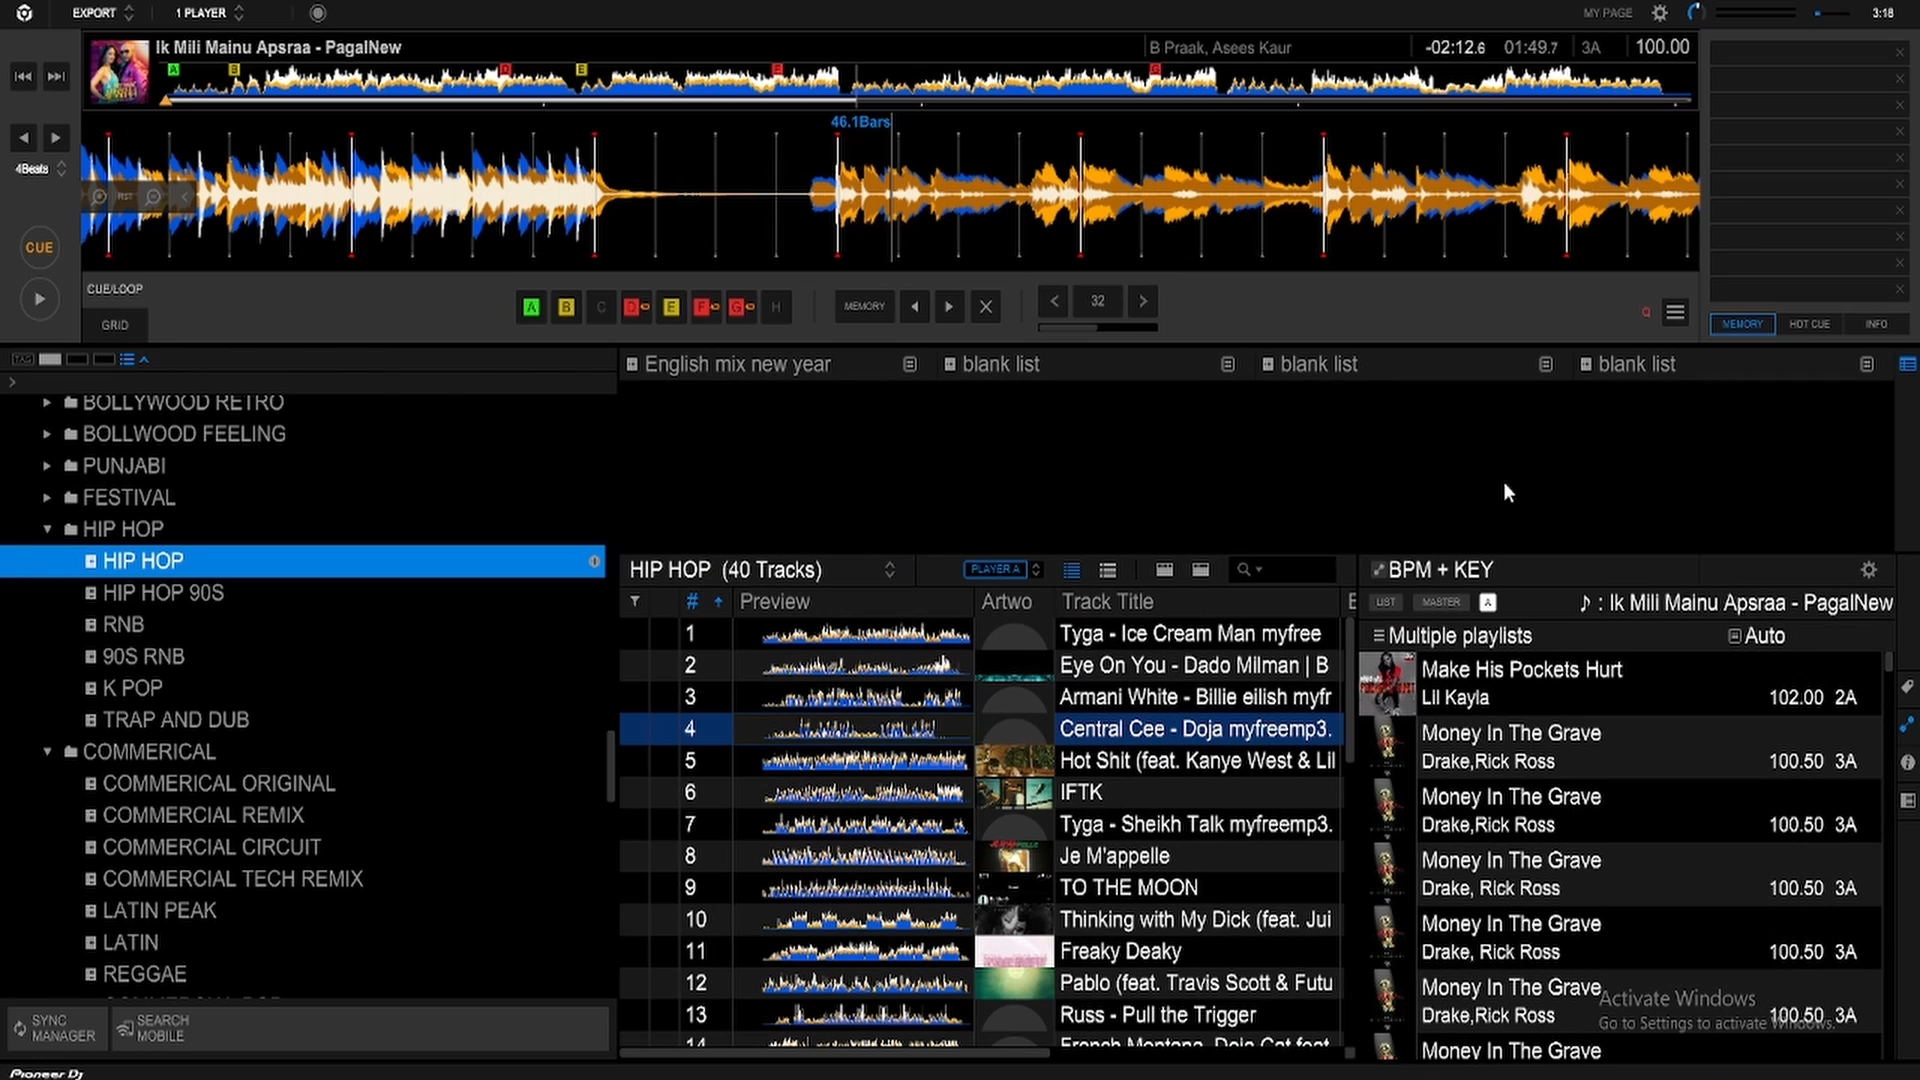 EXPORT
1 PLAYER
MY PAGE
3:18
Ik Mili Mainu Apsraa - PagalNew
B Praak, Asees Kaur
-02:12.6
01:49.7
3A
100.00
A
B
D
E
F
G
46.1Bars
4Beats
RST
CUE
CUE/LOOP
GRID
A
B
C
D
E
F
G
H
MEMORY
32
Q
MEMORY
HOT CUE
INFO
TAG
English mix new year
blank list
blank list
blank list
BOLLYWOOD RETRO
BOLLWOOD FEELING
PUNJABI
FESTIVAL
HIP HOP
HIP HOP
HIP HOP 90S
RNB
90S RNB
K POP
TRAP AND DUB
COMMERICAL
COMMERICAL ORIGINAL
COMMERCIAL REMIX
COMMERCIAL CIRCUIT
COMMERCIAL TECH REMIX
LATIN PEAK
LATIN
REGGAE
SYNC
MANAGER
SEARCH
MOBILE
Pioneer Dj
HIP HOP (40 Tracks)
PLAYER A
#
Preview
Artwo
Track Title
1
Tyga - Ice Cream Man myfree
2
Eye On You - Dado Milman | B
3
Armani White - Billie eilish myfr
4
Central Cee - Doja myfreemp3.
5
Hot Shit (feat. Kanye West & Lil
6
IFTK
7
Tyga - Sheikh Talk myfreemp3.
8
Je M'appelle
9
TO THE MOON
10
Thinking with My Dick (feat. Jui
11
Freaky Deaky
12
Pablo (feat. Travis Scott & Futu
13
Russ - Pull the Trigger
14
French Montana, Doja Cat feat
BPM + KEY
LIST
MASTER
A
♪ : Ik Mili Mainu Apsraa - PagalNew
Multiple playlists
Auto
Make His Pockets Hurt
Lil Kayla
102.00 2A
Money In The Grave
Drake,Rick Ross
100.50 3A
Money In The Grave
Drake,Rick Ross
100.50 3A
Money In The Grave
Drake, Rick Ross
100.50 3A
Money In The Grave
Drake, Rick Ross
100.50 3A
Money In The Grave
Drake,Rick Ross
100.50 3A
Money In The Grave
Activate Windows
Go to Settings to activate Windows.